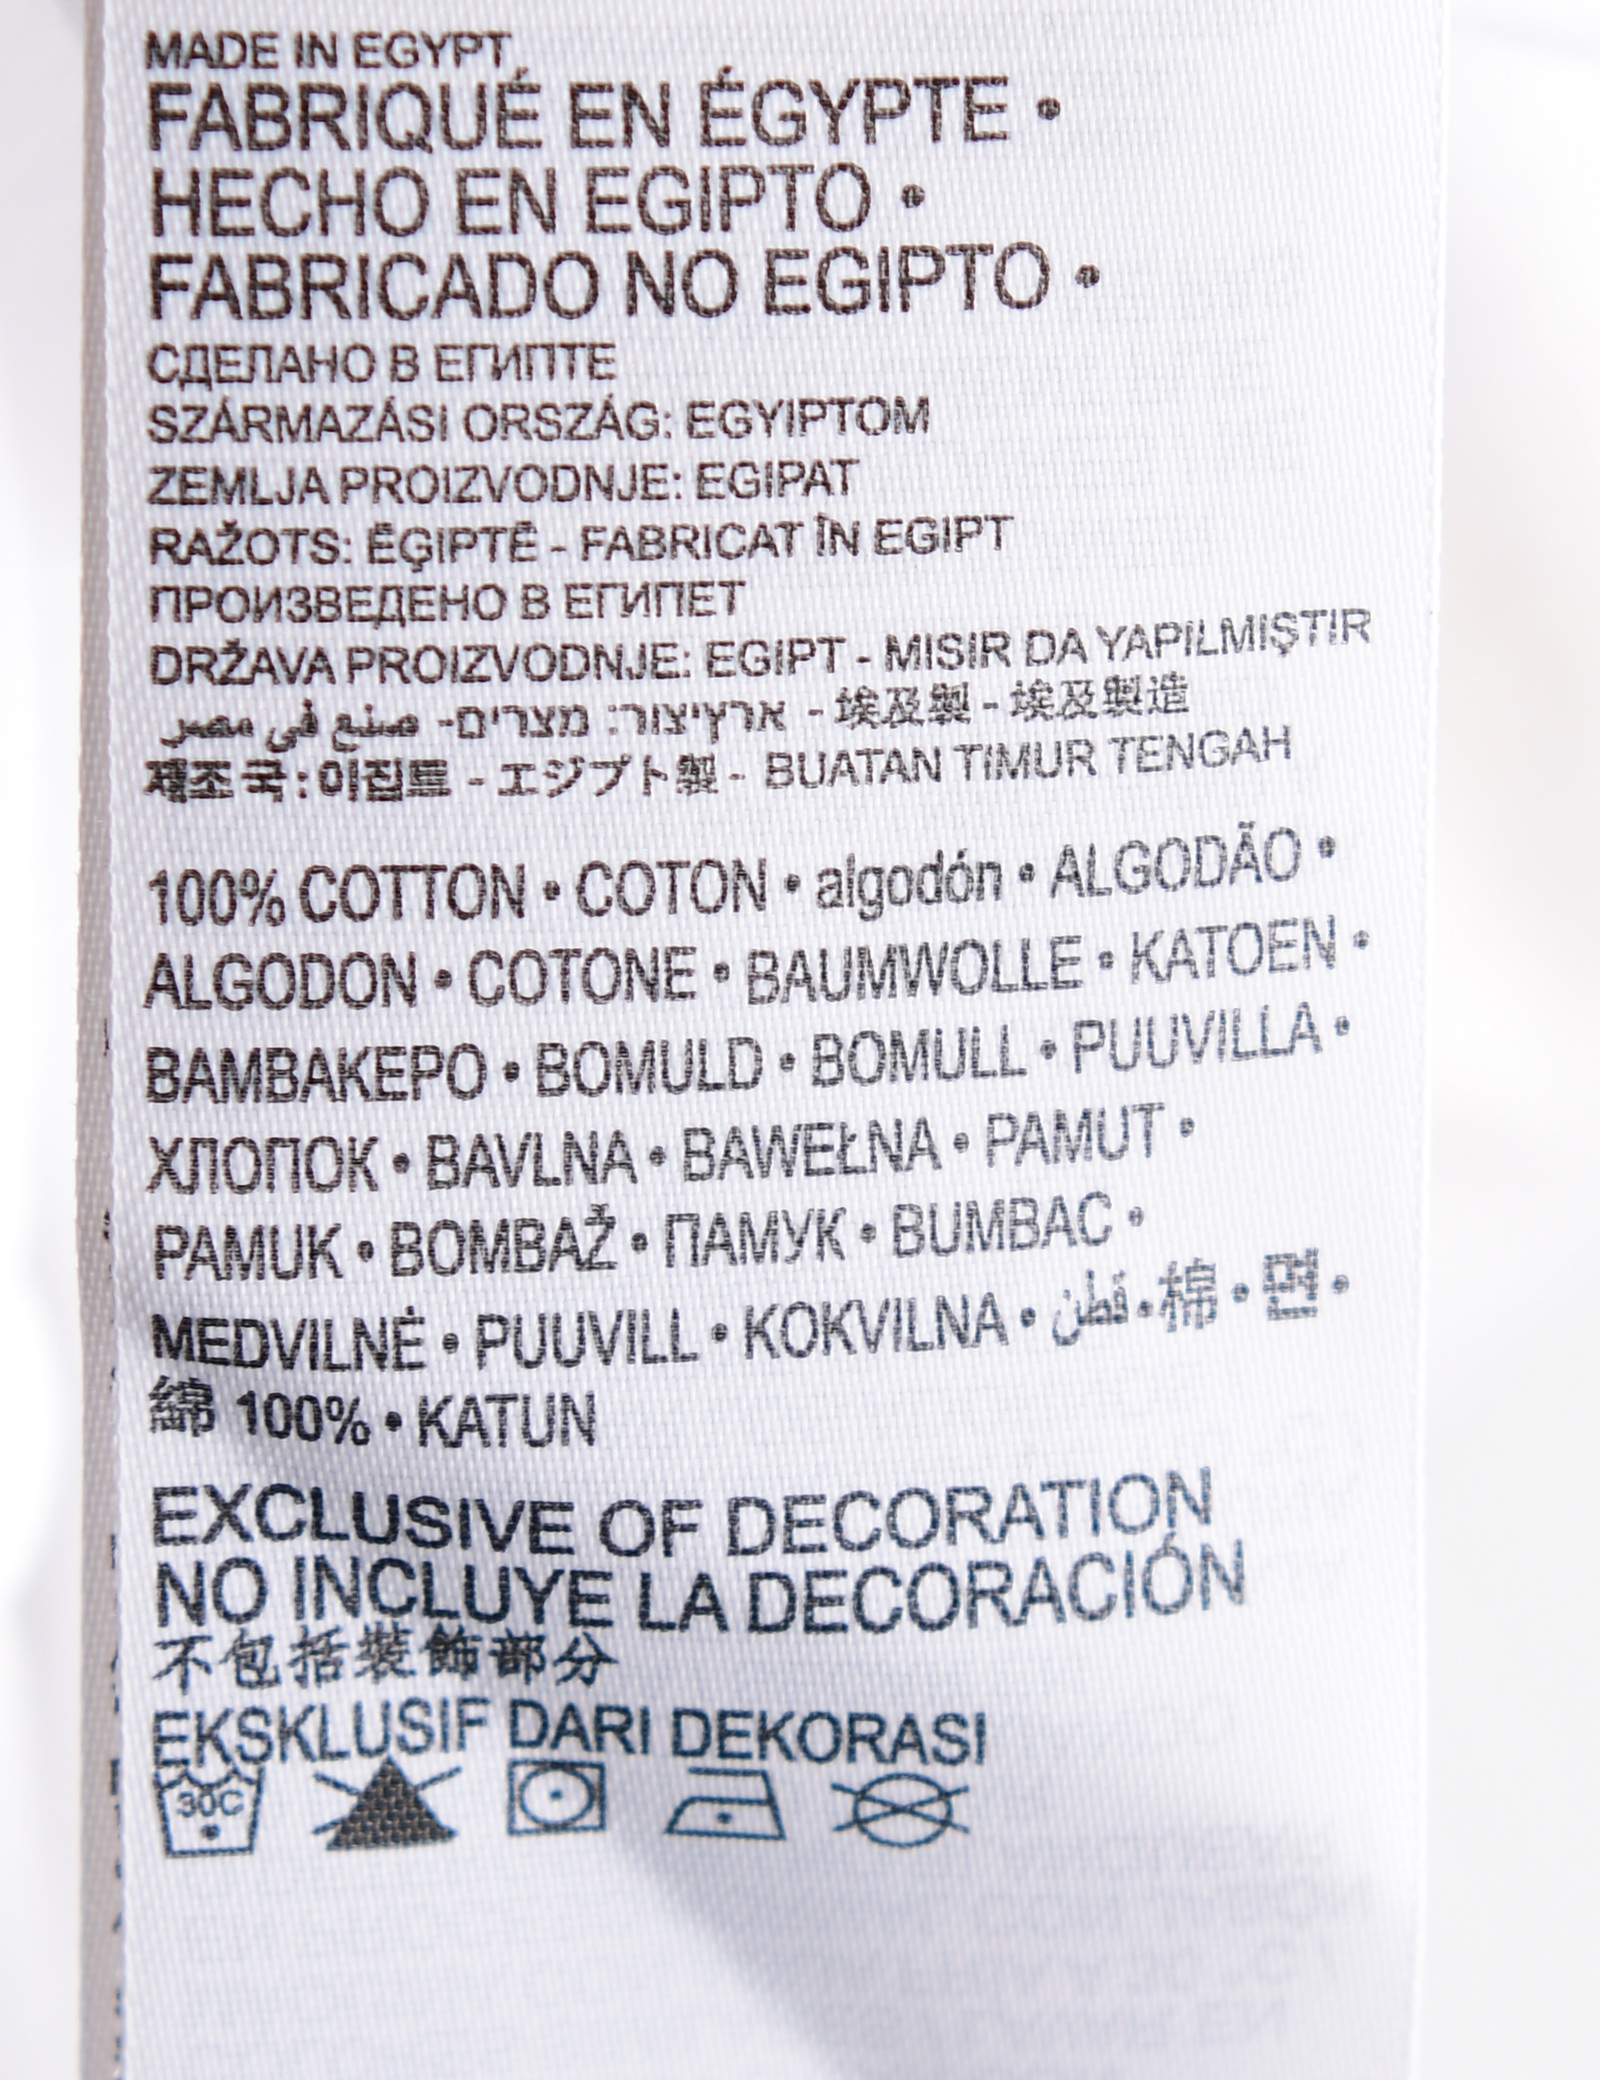 MADE IN EGYPT
FABRIQUÉ EN ÉGYPTE •
HECHO EN EGIPTO •
FABRICADO NO EGIPTO •
СДЕЛАНО В ЕГИПТЕ
SZÁRMAZÁSI ORSZÁG: EGYIPTOM
ZEMLJA PROIZVODNJE: EGIPAT
RAŽOTS: ĒĢIPTĒ - FABRICAT ÎN EGIPT
ПРОИЗВЕДЕНО В ЕГИПЕТ
DRŽAVA PROIZVODNJE: EGIPT - MISIR DA YAPILMIŞTIR
صنع في مصر -ארץ ייצור: מצרים - 埃及製 - 埃及製造
제조국: 이집트 - エジプト製 - BUATAN TIMUR TENGAH
100% COTTON • COTON • algodón • ALGODÃO •
ALGODON • COTONE • BAUMWOLLE • KATOEN •
BAMBAKEPO • BOMULD • BOMULL • PUUVILLA •
ХЛОПОК • BAVLNA • BAWEŁNA • PAMUT •
PAMUK • BOMBAŽ • ПАМУК • BUMBAC •
MEDVILNĖ • PUUVILL • KOKVILNA • قطن • 棉 • 면 •
綿 100% • KATUN
EXCLUSIVE OF DECORATION
NO INCLUYE LA DECORACIÓN
不包括裝飾部分
EKSKLUSIF DARI DEKORASI
30C